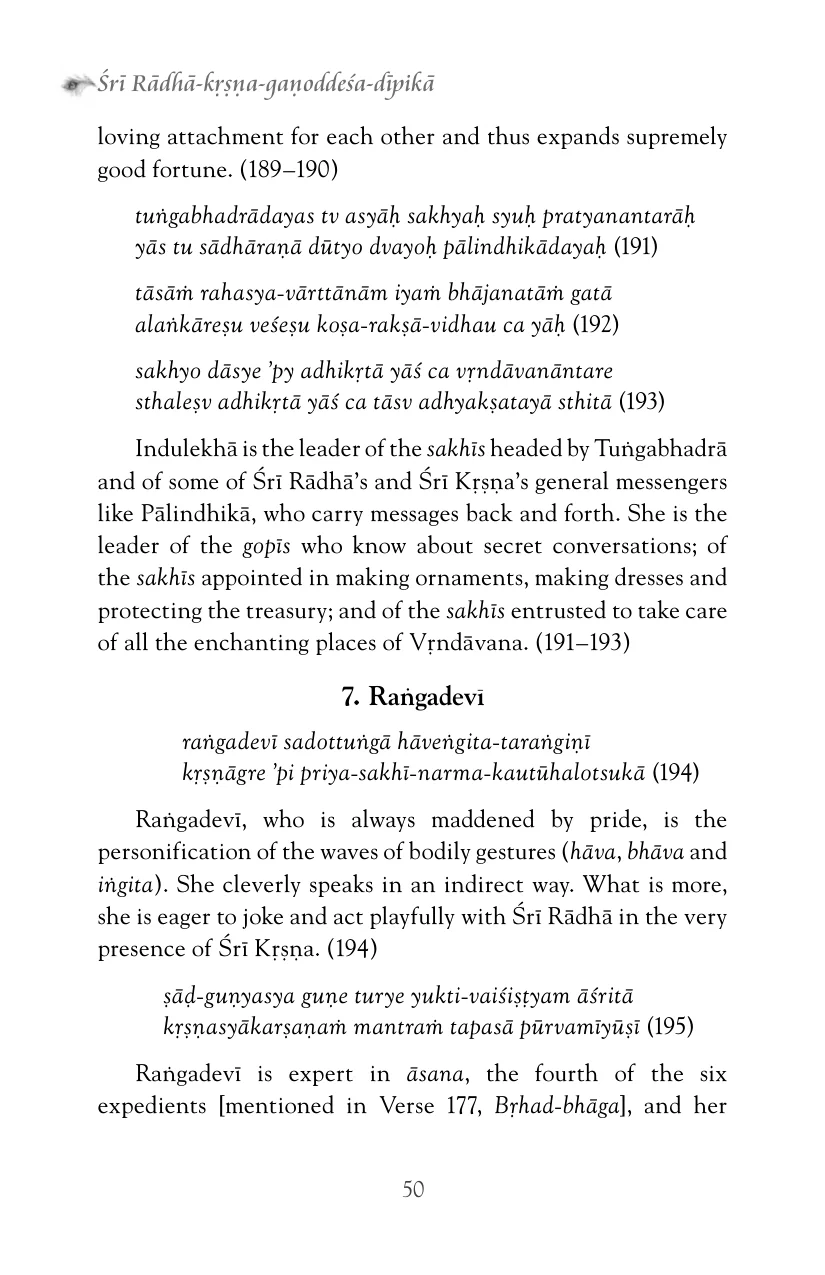 Śrī Rādhā-kṛṣṇa-gaṇoddeśa-dīpikā
loving attachment for each other and thus expands supremely
good fortune. (189–190)
tuṅgabhadrādayas tv asyāḥ sakhyaḥ syuḥ pratyanantarāḥ
yās tu sādhāraṇā dūtyo dvayoḥ pālindhikādayaḥ (191)
tāsāṁ rahasya-vārttānām iyaṁ bhājanatāṁ gatā
alaṅkāreṣu veśeṣu koṣa-rakṣā-vidhau ca yāḥ (192)
sakhyo dāsye ’py adhikṛtā yāś ca vṛndāvanāntare
sthaleṣv adhikṛtā yāś ca tāsv adhyakṣatayā sthitā (193)
Indulekhā is the leader of the sakhīs headed by Tuṅgabhadrā
and of some of Śrī Rādhā’s and Śrī Kṛṣṇa’s general messengers
like Pālindhikā, who carry messages back and forth. She is the
leader of the gopīs who know about secret conversations; of
the sakhīs appointed in making ornaments, making dresses and
protecting the treasury; and of the sakhīs entrusted to take care
of all the enchanting places of Vṛndāvana. (191–193)
7. Raṅgadevī
raṅgadevī sadottuṅgā hāveṅgita-taraṅgiṇī
kṛṣṇāgre ’pi priya-sakhī-narma-kautūhalotsukā (194)
Raṅgadevī, who is always maddened by pride, is the
personification of the waves of bodily gestures (hāva, bhāva and
iṅgita). She cleverly speaks in an indirect way. What is more,
she is eager to joke and act playfully with Śrī Rādhā in the very
presence of Śrī Kṛṣṇa. (194)
ṣāḍ-guṇyasya guṇe turye yukti-vaiśiṣṭyam āśritā
kṛṣṇasyākarṣaṇaṁ mantraṁ tapasā pūrvamīyūṣī (195)
Raṅgadevī is expert in āsana, the fourth of the six
expedients [mentioned in Verse 177, Bṛhad-bhāga], and her
50